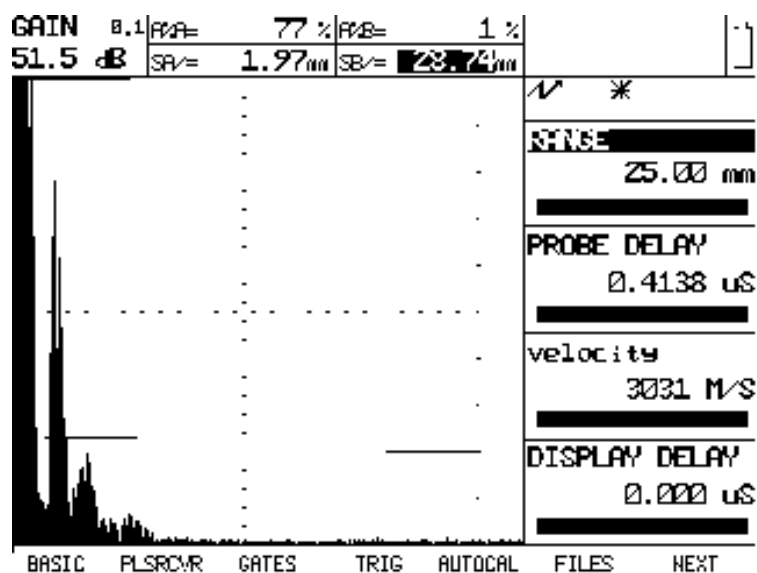 GAIN 0.1 A%A= 77 % A%B= 1 %
51.5 dB SA/= 1.97mm SB/= 28.74mm
RANGE
25.00 mm
PROBE DELAY
0.4138 uS
velocity
3031 M/S
DISPLAY DELAY
0.000 uS
BASIC PLSRCVR GATES TRIG AUTOCAL FILES NEXT